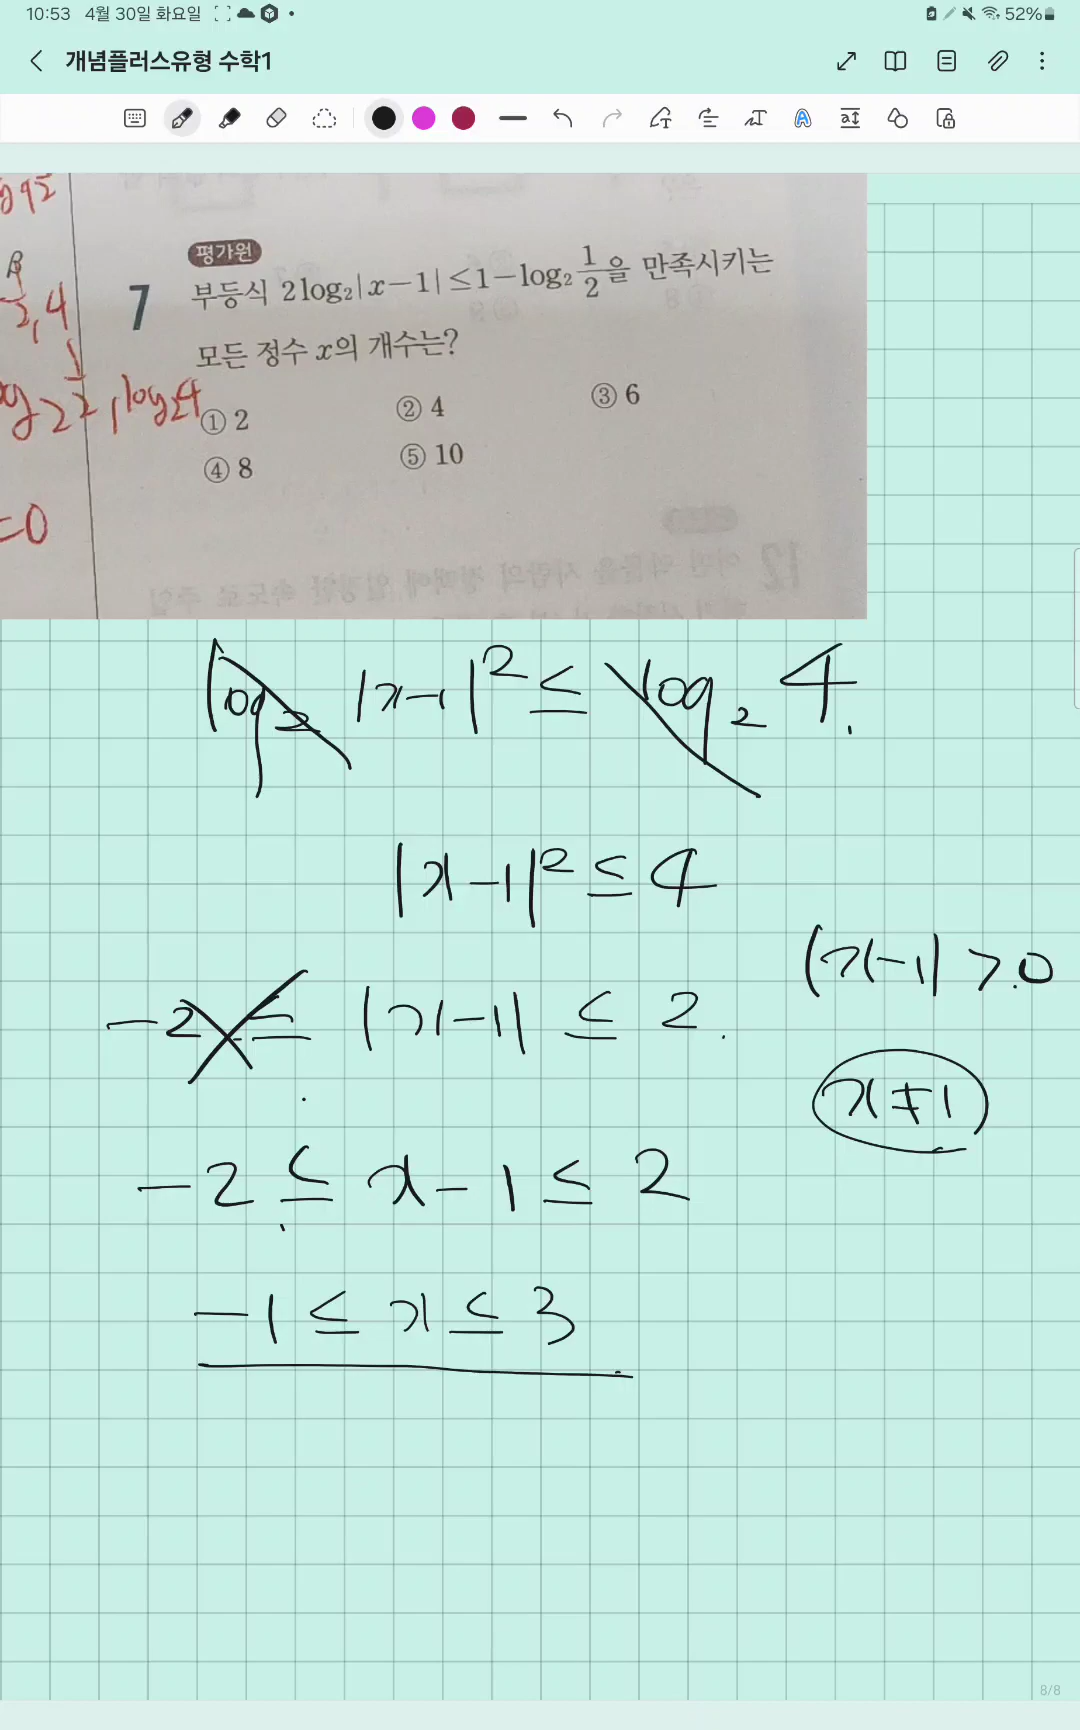 10:53 4월 30일 화요일
52%
개념플러스유형 수학1
평가원
7 부등식 2log₂|x−1|≤1−log₂ 1/2 을 만족시키는
모든 정수 x의 개수는?
① 2 ② 4 ③ 6
④ 8 ⑤ 10
β
2, 4
, log₂4
=0
log₂ |x-1|² ≤ log₂ 4.
|x-1|² ≤ 4
|x-1| > 0
-2 ≤ |x-1| ≤ 2.
x ≠ 1
-2 ≤ x-1 ≤ 2
-1 ≤ x ≤ 3
8/8